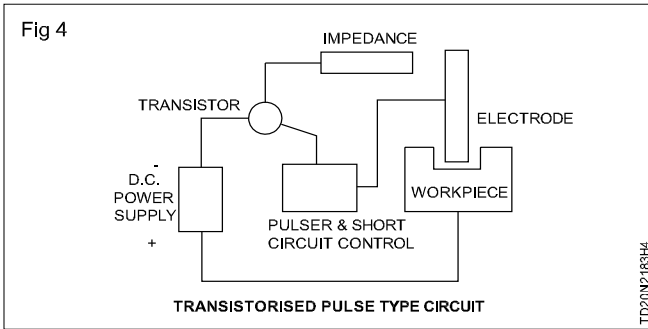 Fig 4
IMPEDANCE
TRANSISTOR
ELECTRODE
-
D.C.
POWER
SUPPLY
+
WORKPIECE
PULSER & SHORT
CIRCUIT CONTROL
TRANSISTORISED PULSE TYPE CIRCUIT
TD20N2183H4